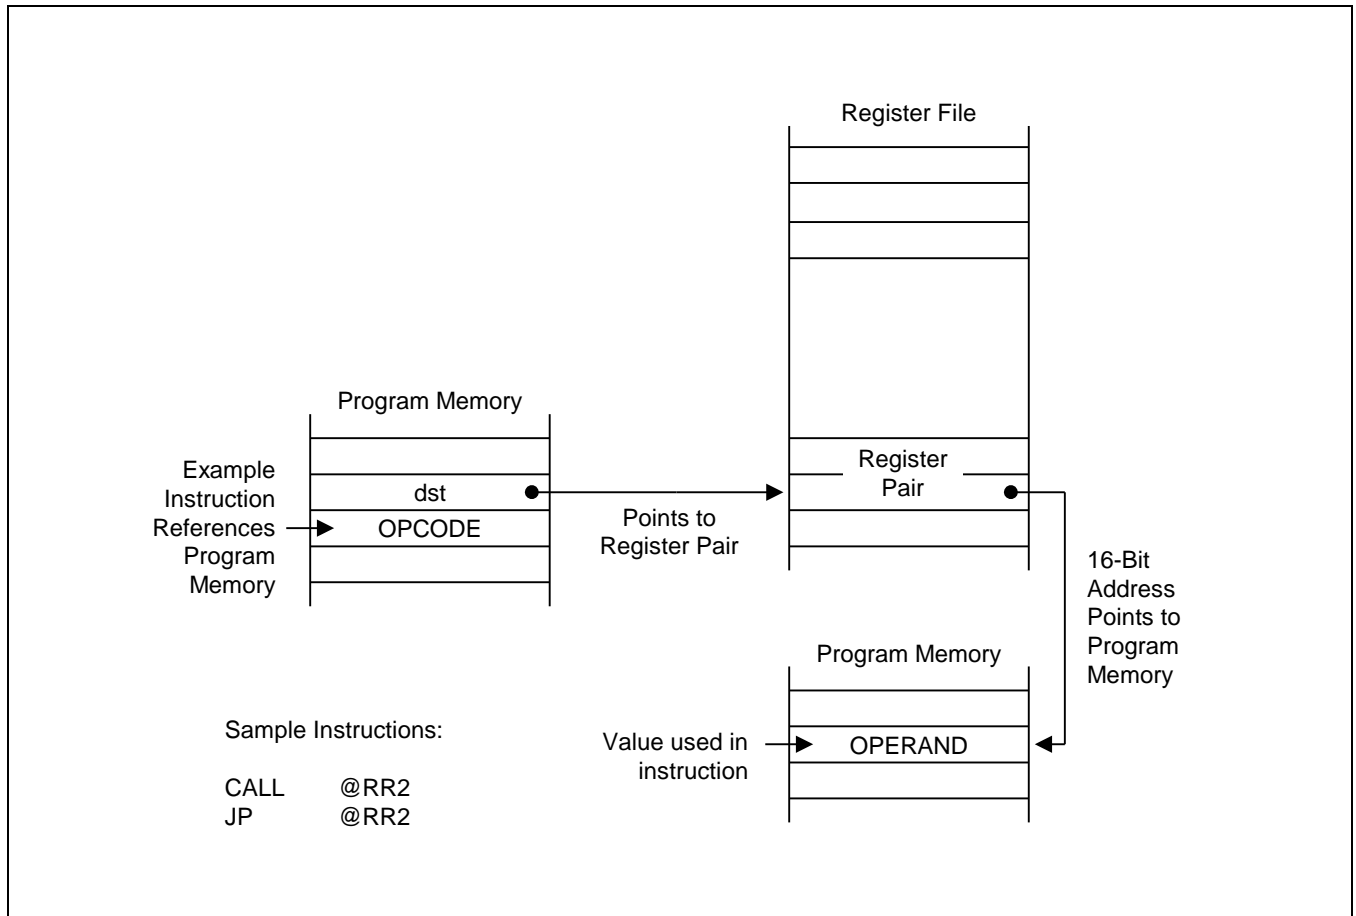 Register File
Program Memory
Example
Instruction
References
Program
Memory
dst
OPCODE
Points to
Register Pair
Register
Pair
16-Bit
Address
Points to
Program
Memory
Program Memory
Value used in
instruction
OPERAND
Sample Instructions:
CALL @RR2
JP @RR2